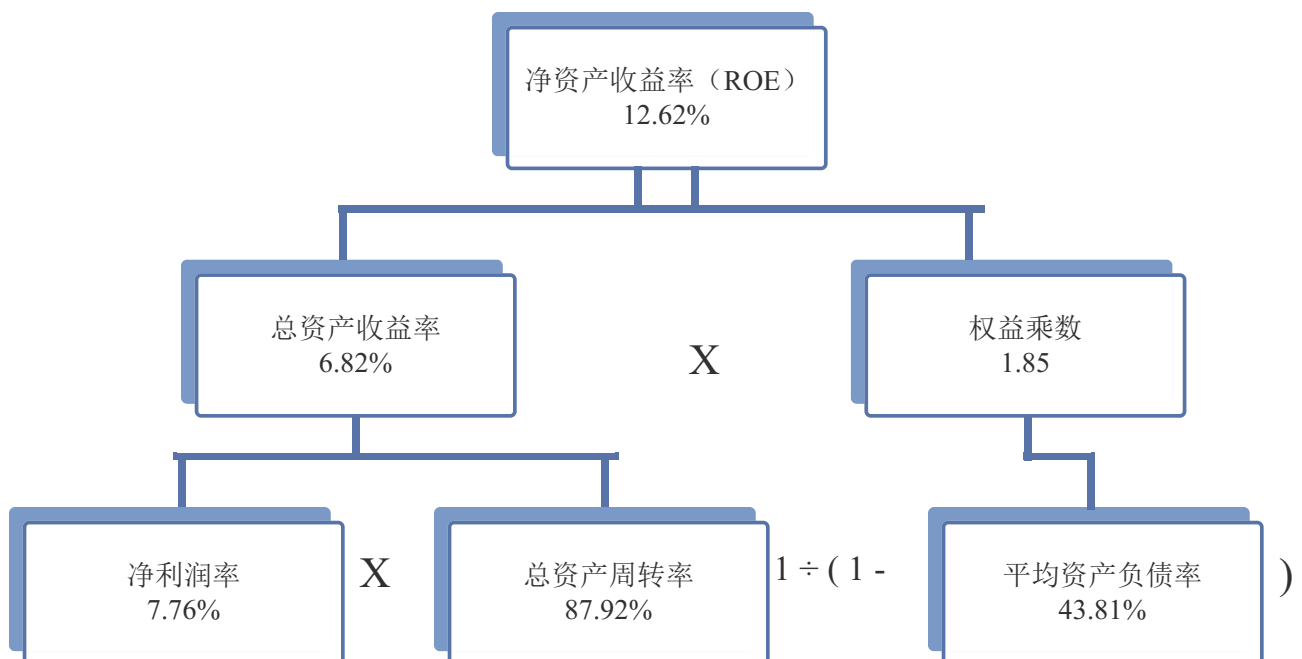 净资产收益率（ROE）
12.62%
总资产收益率
6.82%
X
权益乘数
1.85
净利润率
7.76%
X
总资产周转率
87.92%
1 ÷ ( 1 -
平均资产负债率
43.81%
)